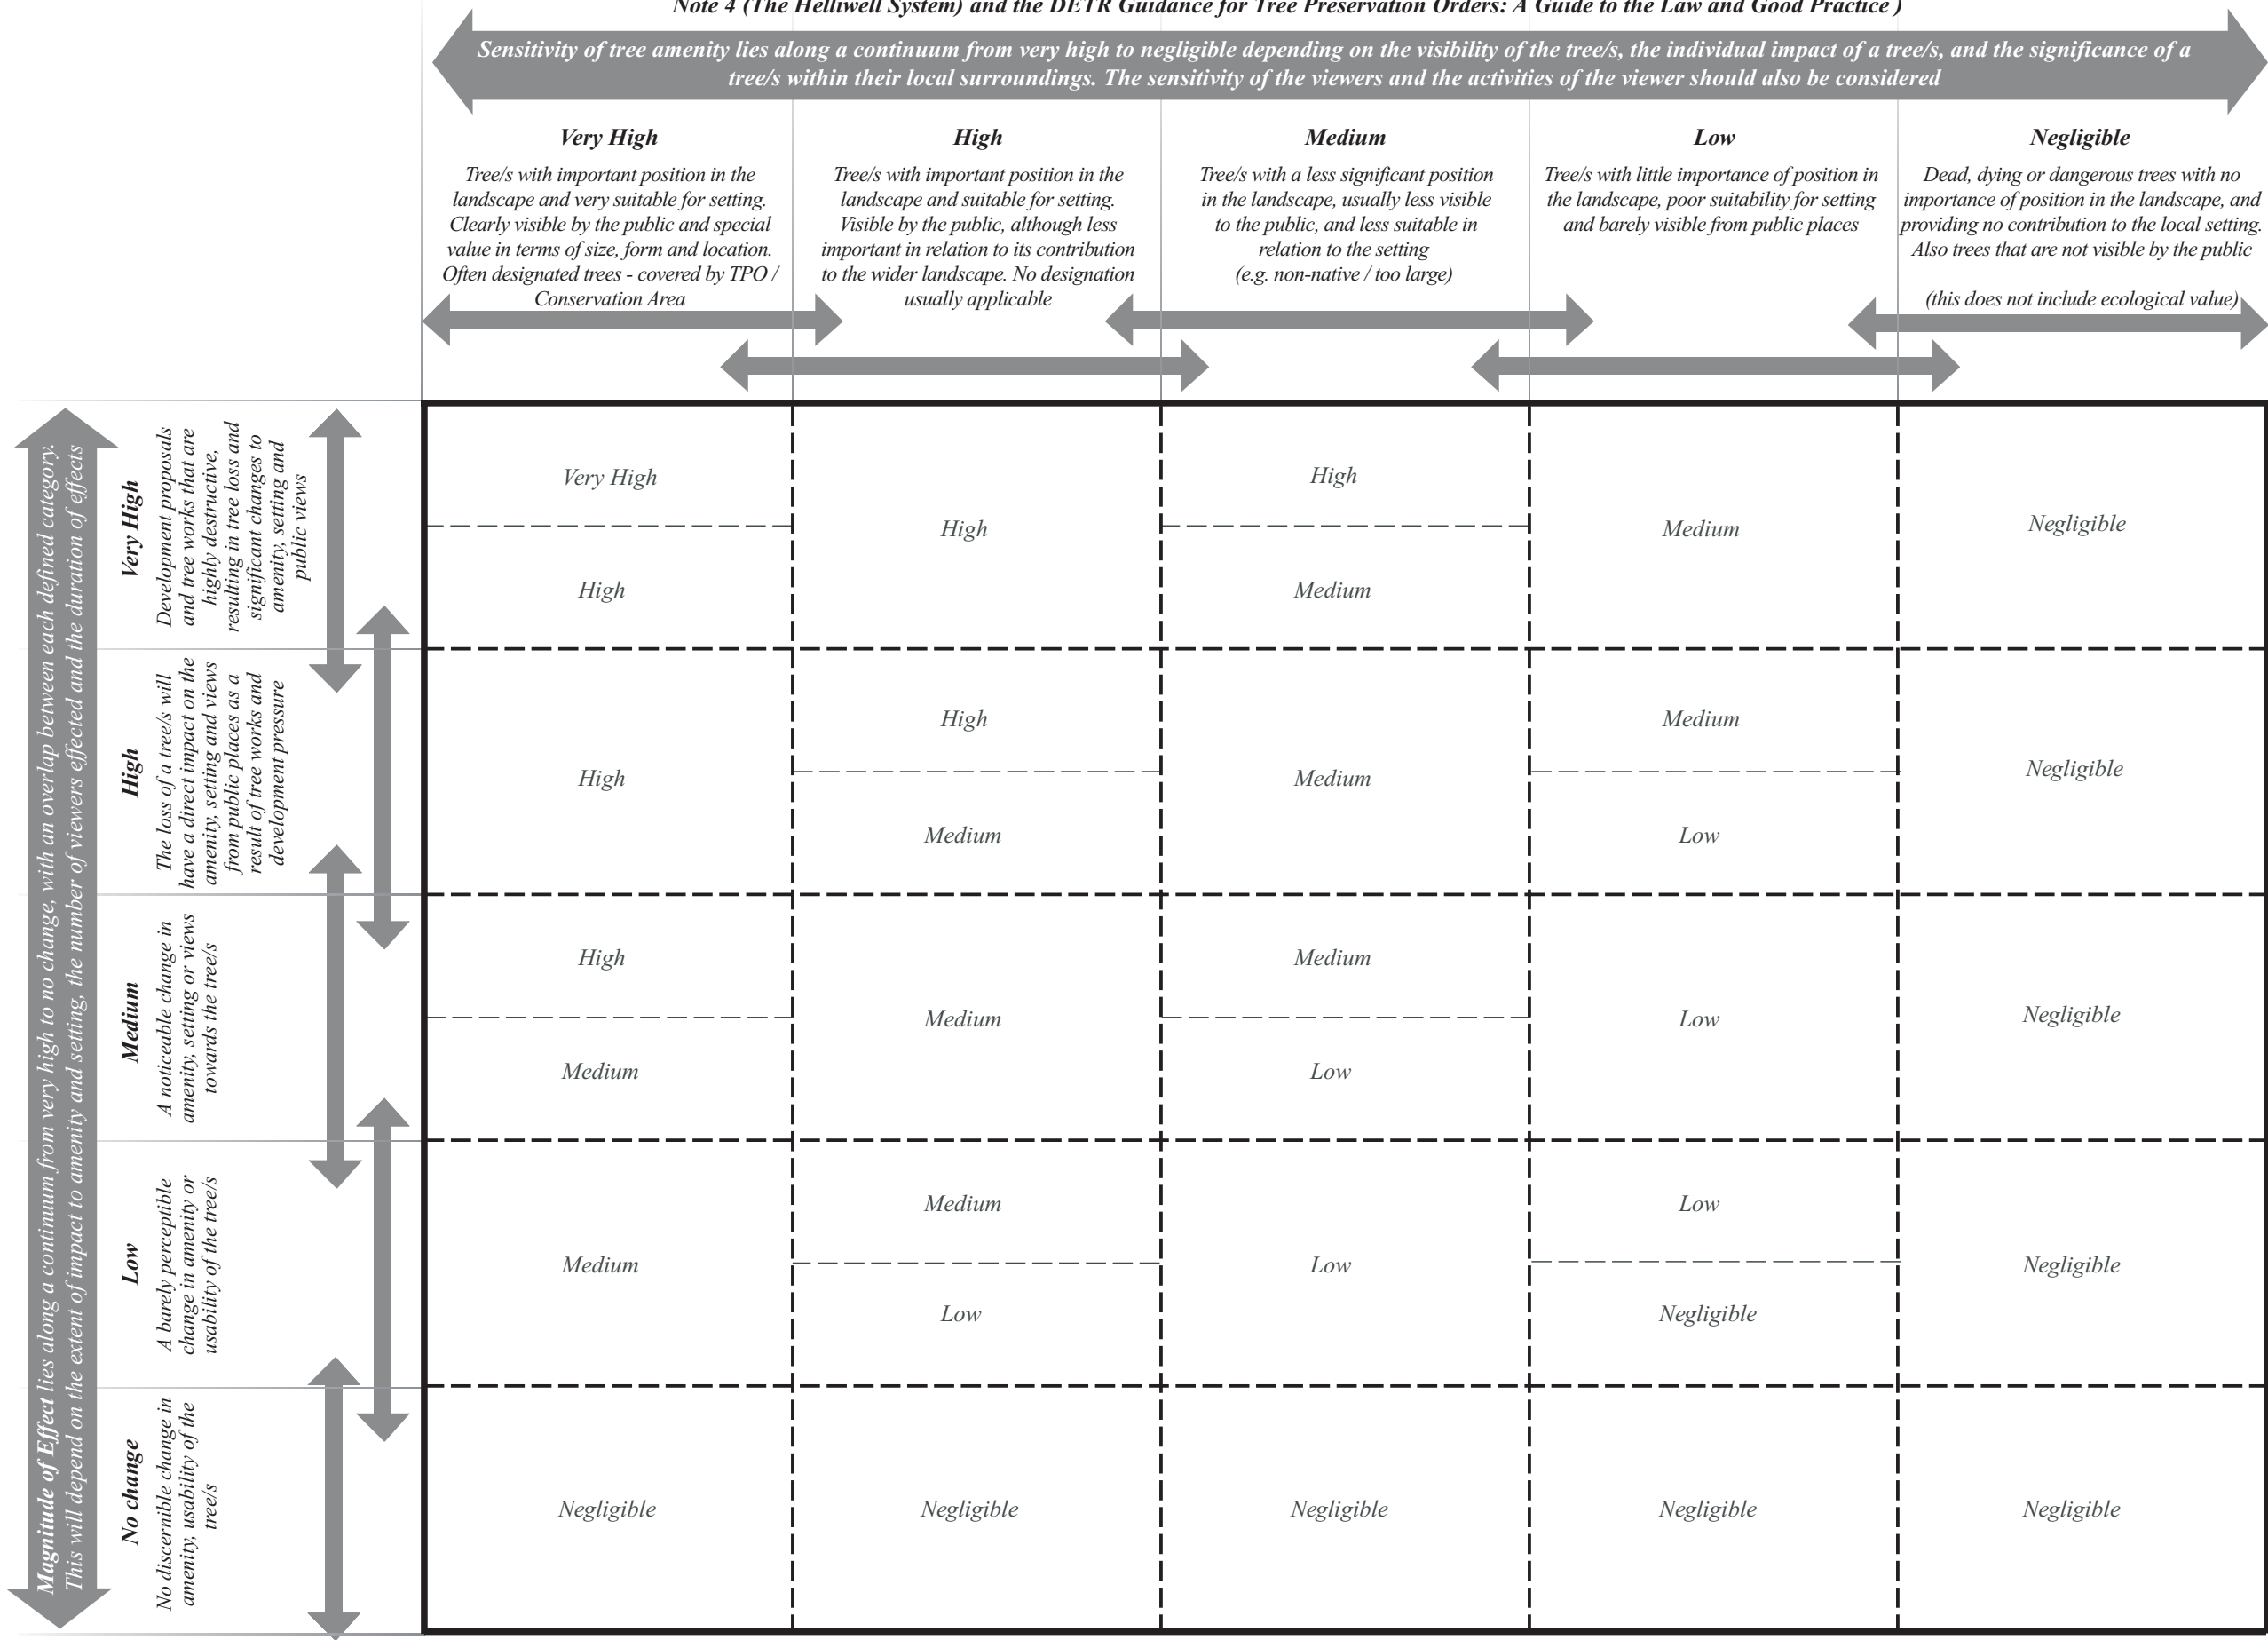 Note 4 (The Helliwell System) and the DETR Guidance for Tree Preservation Orders: A Guide to the Law and Good Practice )
Sensitivity of tree amenity lies along a continuum from very high to negligible depending on the visibility of the tree/s, the individual impact of a tree/s, and the significance of a
tree/s within their local surroundings. The sensitivity of the viewers and the activities of the viewer should also be considered
Very High
Tree/s with important position in the
landscape and very suitable for setting.
Clearly visible by the public and special
value in terms of size, form and location.
Often designated trees - covered by TPO /
Conservation Area
High
Tree/s with important position in the
landscape and suitable for setting.
Visible by the public, although less
important in relation to its contribution
to the wider landscape. No designation
usually applicable
Medium
Tree/s with a less significant position
in the landscape, usually less visible
to the public, and less suitable in
relation to the setting
(e.g. non-native / too large)
Low
Tree/s with little importance of position in
the landscape, poor suitability for setting
and barely visible from public places
Negligible
Dead, dying or dangerous trees with no
importance of position in the landscape, and
providing no contribution to the local setting.
Also trees that are not visible by the public
(this does not include ecological value)
Magnitude of Effect lies along a continuum from very high to no change, with an overlap between each defined category.
This will depend on the extent of impact to amenity and seting, the number of viewers effected and the duration of effects
Very High
Development proposals
and tree works that are
highly destructive,
resulting in tree loss and
significant changes to
amenity, setting and
public views
Very High
High
High
High
Medium
Medium
Negligible
High
The loss of a tree/s will
have a direct impact on the
amenity, setting and views
from public places as a
result of tree works and
development pressure
High
High
Medium
Medium
Medium
Low
Negligible
Medium
A noticeable change in
amenity, setting or views
towards the tree/s
High
Medium
Medium
Medium
Low
Low
Negligible
Low
A barely perceptible
change in amenity or
usability of the tree/s
Medium
Medium
Low
Low
Low
Negligible
Negligible
No change
No discernible change in
amenity, usability of the
tree/s
Negligible
Negligible
Negligible
Negligible
Negligible